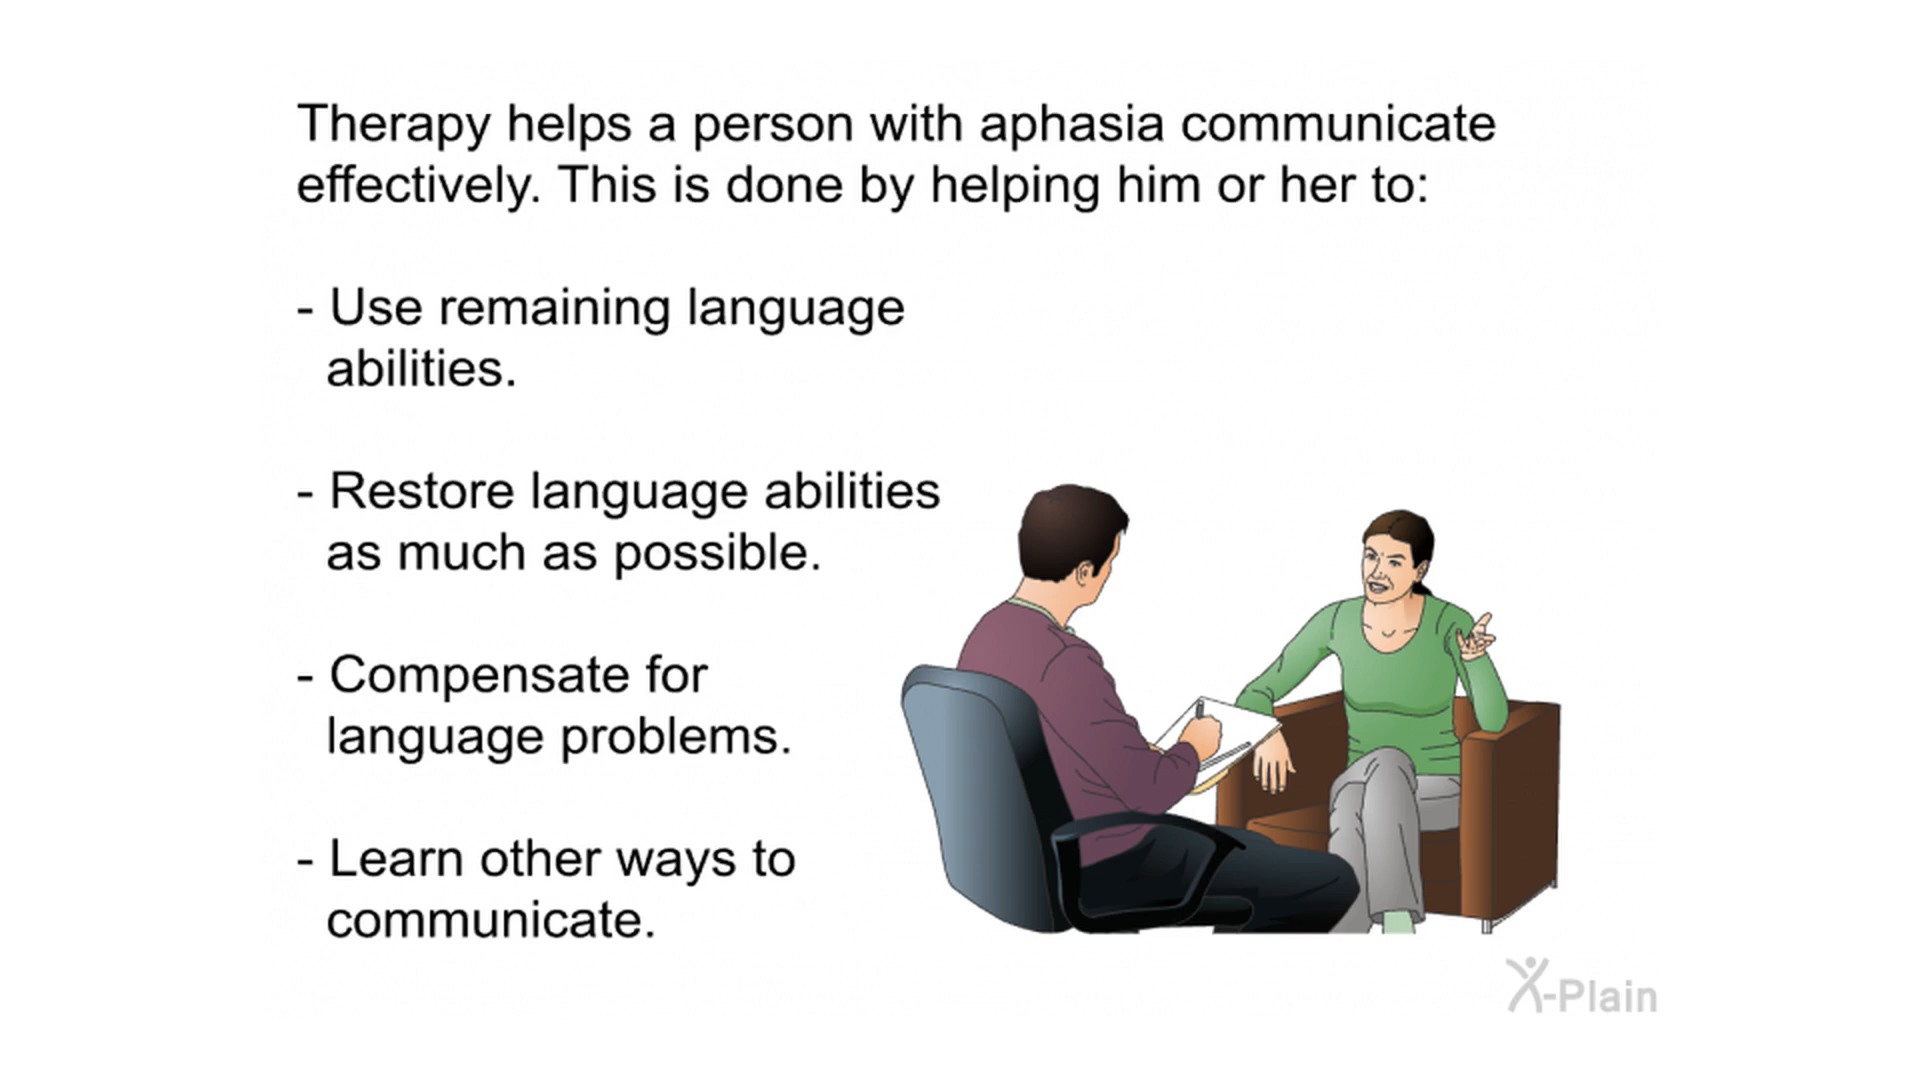 Therapy helps a person with aphasia communicate
effectively. This is done by helping him or her to:
- Use remaining language
abilities.
- Restore language abilities
as much as possible.
- Compensate for
language problems.
- Learn other ways to
communicate.
X-Plain